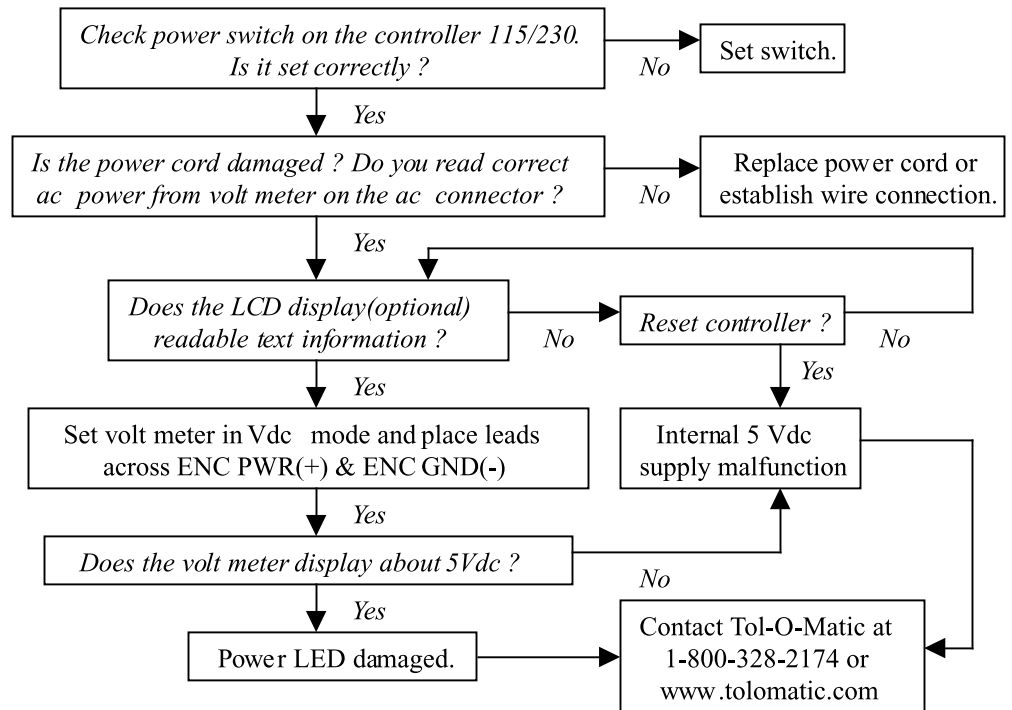 Check power switch on the controller 115/230.
Is it set correctly ?
No
Set switch.
Yes
Is the power cord damaged ? Do you read correct
ac power from volt meter on the ac connector ?
No
Replace power cord or
establish wire connection.
Yes
Does the LCD display(optional)
readable text information ?
No
Reset controller ?
No
Yes
Yes
Set volt meter in Vdc mode and place leads
across ENC PWR(+) & ENC GND(-)
Internal 5 Vdc
supply malfunction
Yes
Does the volt meter display about 5Vdc ?
No
Yes
Power LED damaged.
Contact Tol-O-Matic at
1-800-328-2174 or
www.tolomatic.com